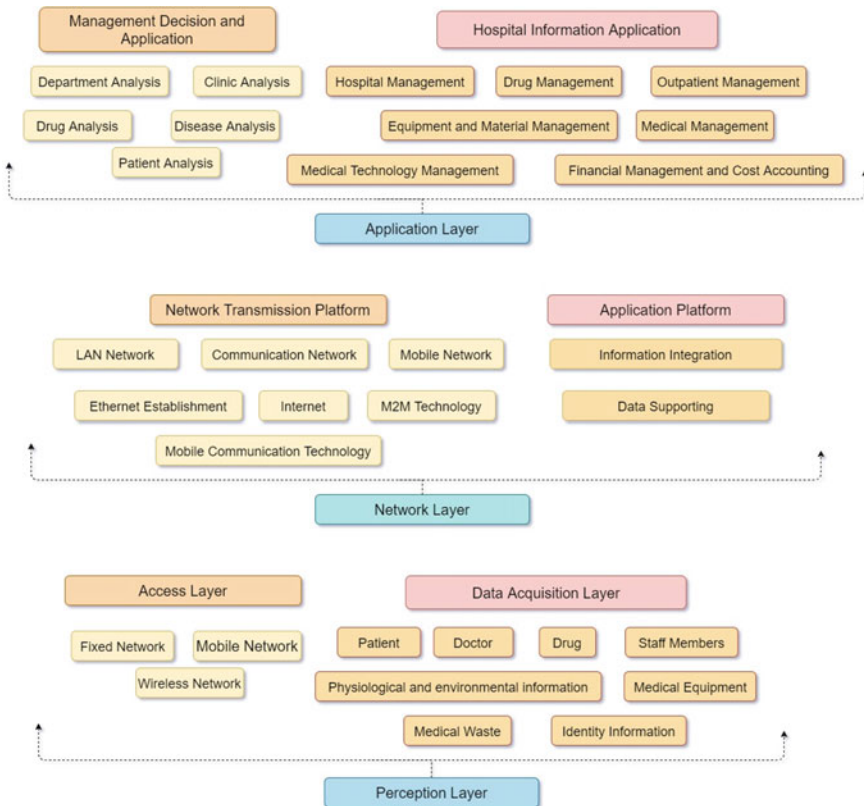 Management Decision and
Application
Hospital Information Application
Department Analysis
Clinic Analysis
Hospital Management
Drug Management
Outpatient Management
Drug Analysis
Disease Analysis
Equipment and Material Management
Medical Management
Patient Analysis
Medical Technology Management
Financial Management and Cost Accounting
Application Layer
Network Transmission Platform
Application Platform
LAN Network
Communication Network
Mobile Network
Information Integration
Ethernet Establishment
Internet
M2M Technology
Data Supporting
Mobile Communication Technology
Network Layer
Access Layer
Data Acquisition Layer
Fixed Network
Mobile Network
Patient
Doctor
Drug
Staff Members
Wireless Network
Physiological and environmental information
Medical Equipment
Medical Waste
Identity Information
Perception Layer